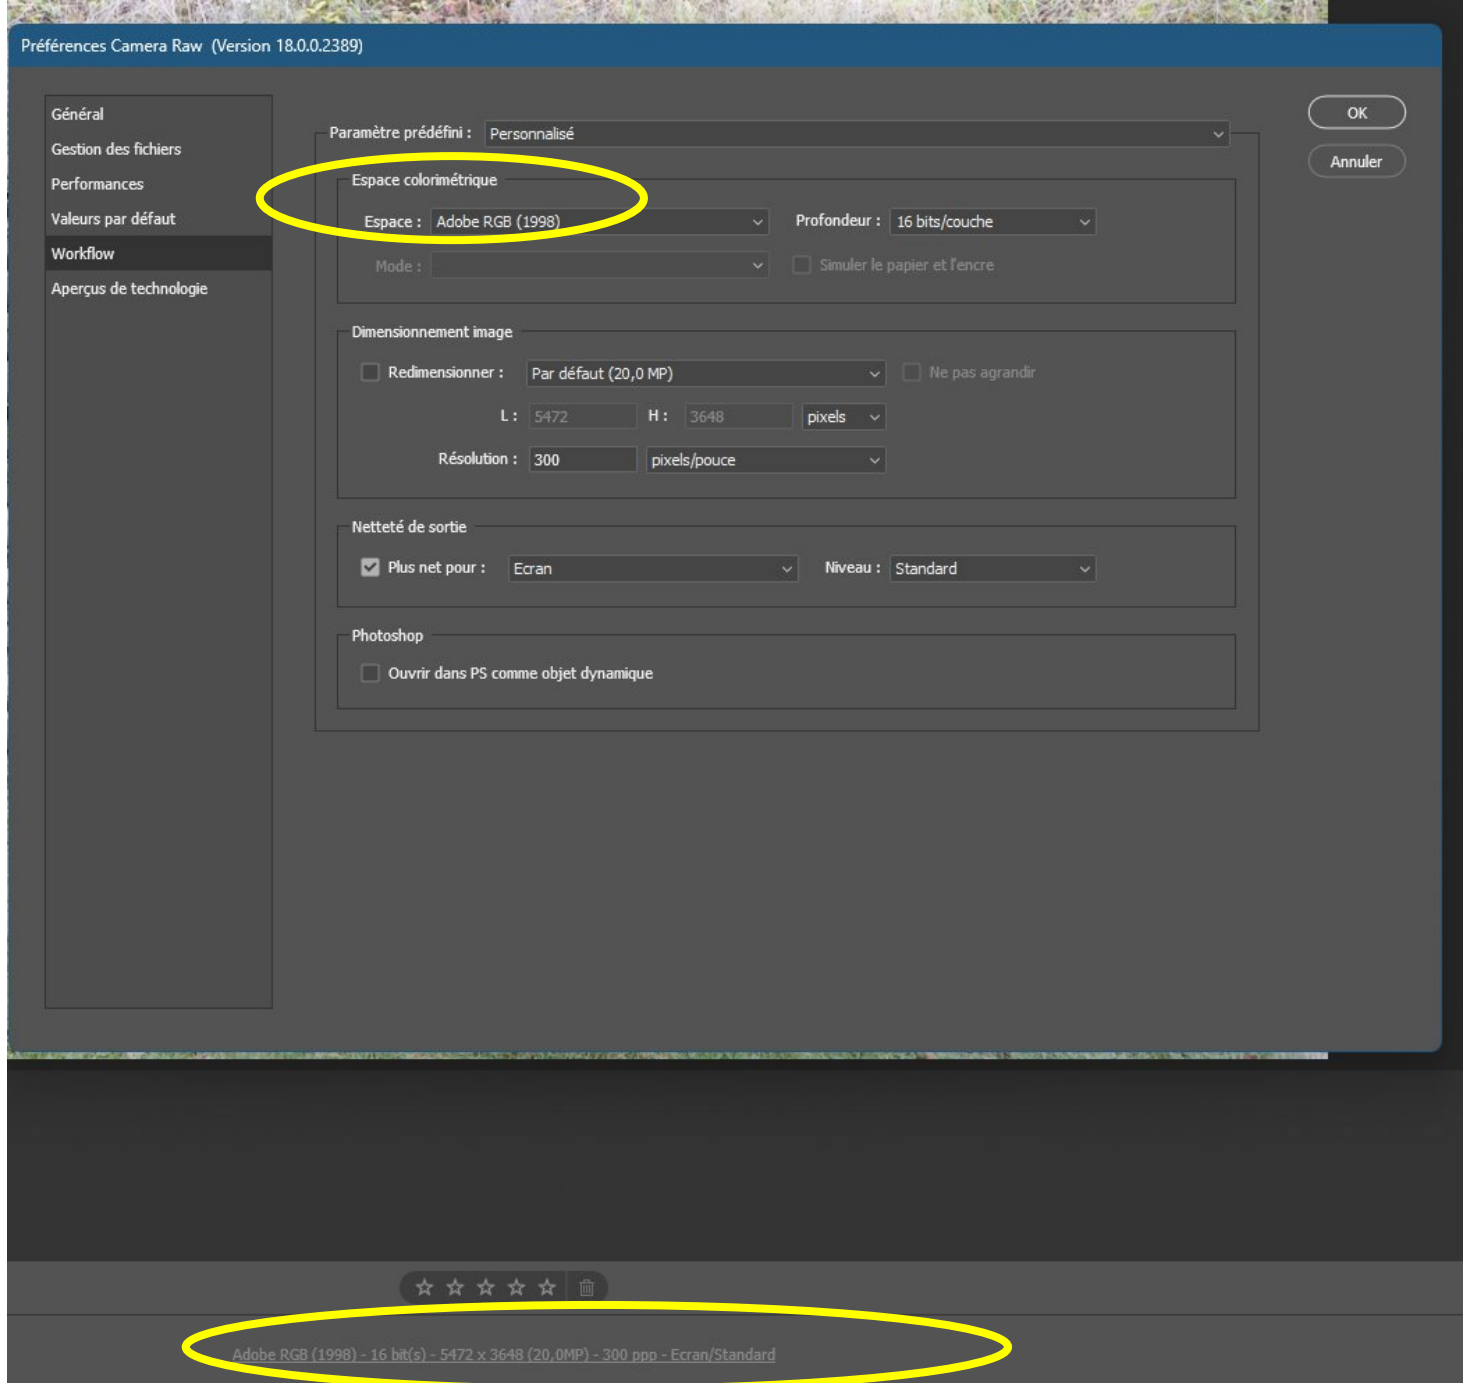 Préférences Camera Raw (Version 18.0.0.2389)
Général
Gestion des fichiers
Performances
Valeurs par défaut
Workflow
Aperçus de technologie
Paramètre prédéfini : Personnalisé
OK
Annuler
Espace colorimétrique
Espace : Adobe RGB (1998) Profondeur : 16 bits/couche
Mode : Simuler le papier et l'encre
Dimensionnement image
Redimensionner : Par défaut (20,0 MP) Ne pas agrandir
L : 5472 H : 3648 pixels
Résolution : 300 pixels/pouce
Netteté de sortie
Plus net pour : Ecran Niveau : Standard
Photoshop
Ouvrir dans PS comme objet dynamique
Adobe RGB (1998) - 16 bit(s) - 5472 x 3648 (20,0MP) - 300 ppp - Ecran/Standard